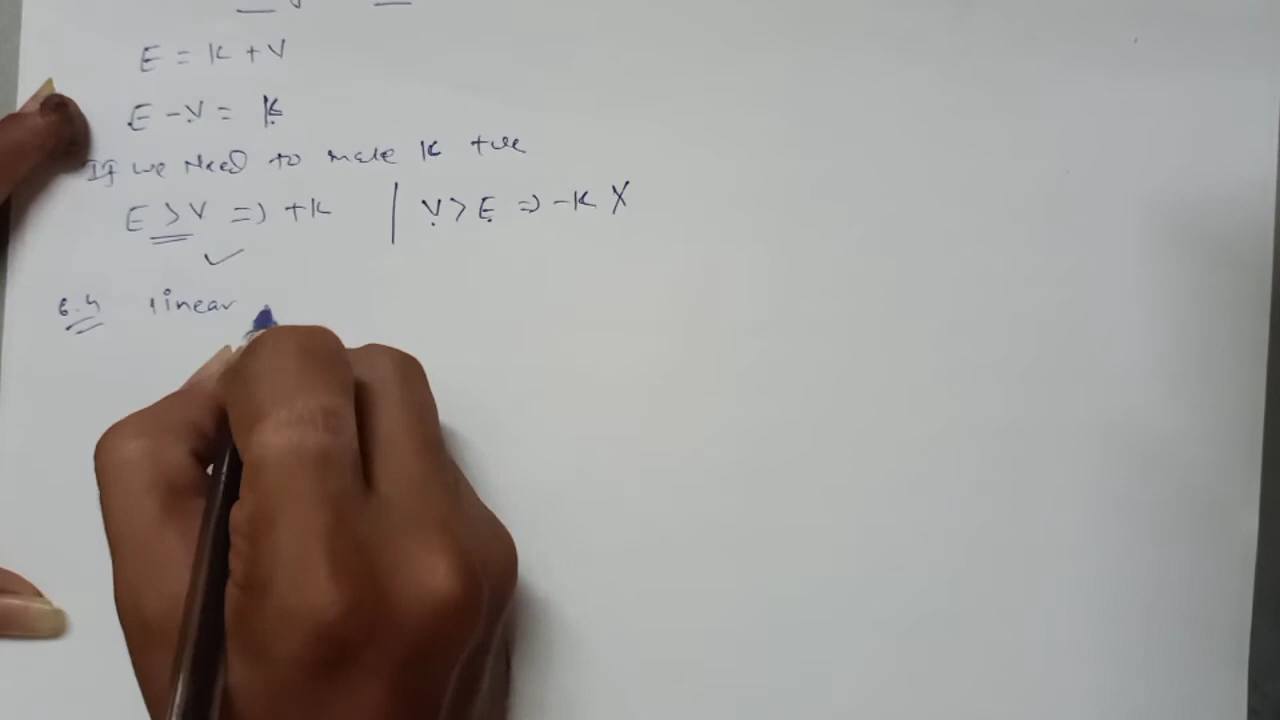 E = K + V
E - V = K
If we need to make K +ve
E > V => +K | V > E => -K X
6.4 linear